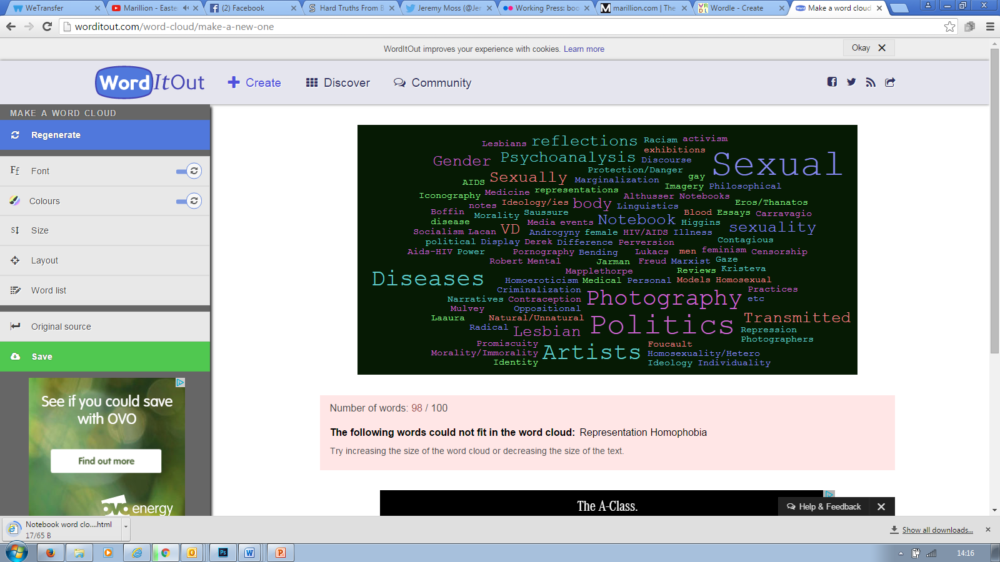 WeTransfer
Marillion - Easte
(2) Facebook
Hard Truths From B
Jeremy Moss (@Jer
Working Press: boo
marillion.com | The
Wordle - Create
Make a word cloud
worditout.com/word-cloud/make-a-new-one
WordItOut improves your experience with cookies. Learn more
Okay
WordItOut
Create
Discover
Community
MAKE A WORD CLOUD
Regenerate
Font
Colours
Size
Layout
Word list
Original source
Save
See if you could save
with OVO
Find out more
ovo energy
Lesbians reflections Racism activism
exhibitions
Gender Psychoanalysis Discourse Sexual
Protection/Danger
AIDS Sexually Marginalization gay
Imagery Philosophical
Iconography Medicine representations
Althusser Notebooks
notes Ideology/ies body Linguistics Eros/Thanatos
Boffin Morality Saussure Blood Essays Carravagio
disease Media events Notebook Higgins sexuality
Socialism Lacan VD Androgyny female HIV/AIDS Illness
political Display Derek Difference Perversion Contagious
Aids-HIV Power Pornography Bending Lukacs men feminism Censorship
Robert Mental Jarman Freud Marxist Gaze
Mapplethorpe Reviews Kristeva
Diseases Homoeroticism Medical Personal Models Homosexual
Criminalization
Narratives Contraception Photography Practices
etc
Mulvey Oppositional
Laaura Natural/Unnatural Transmitted
Radical Lesbian Politics Repression
Photographers
Promiscuity Foucault
Morality/Immorality Artists Homosexuality/Hetero
Identity Ideology Individuality
Number of words: 98 / 100
The following words could not fit in the word cloud: Representation Homophobia
Try increasing the size of the word cloud or decreasing the size of the text.
The A-Class.
Help & Feedback
Notebook word clo....html
17/65 B
Show all downloads...
14:16